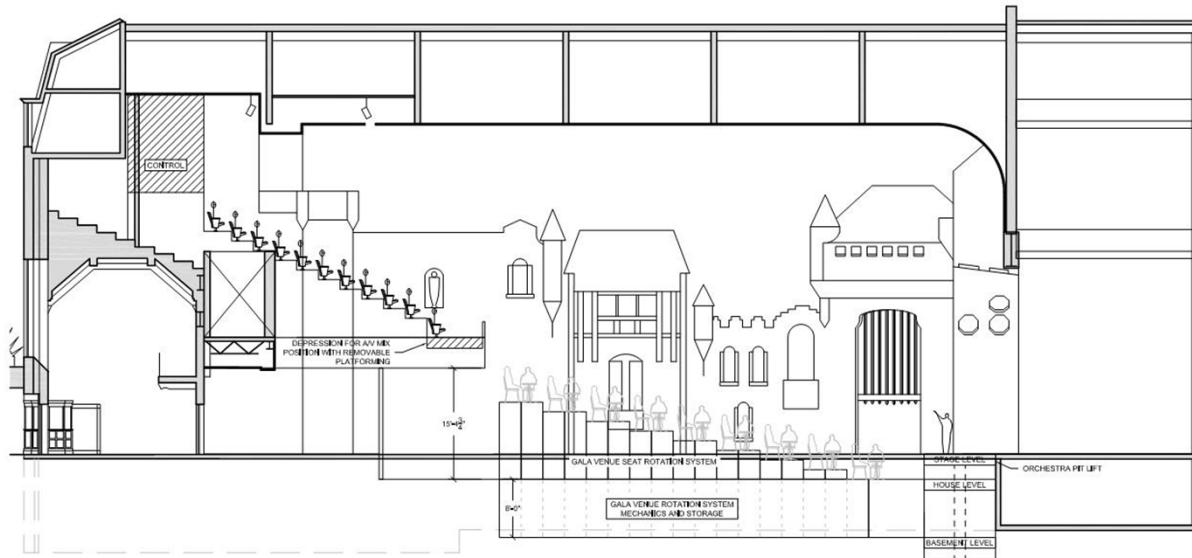 CONTROL
DEPRESSION FOR A/V MIX
POSITION WITH REMOVABLE
PLATFORMING
GALA VENUE SEAT ROTATION SYSTEM
STAGE LEVEL
ORCHESTRA PIT LIFT
HOUSE LEVEL
8'-0"
GALA VENUE ROTATION SYSTEM
MECHANICS AND STORAGE
BASEMENT LEVEL